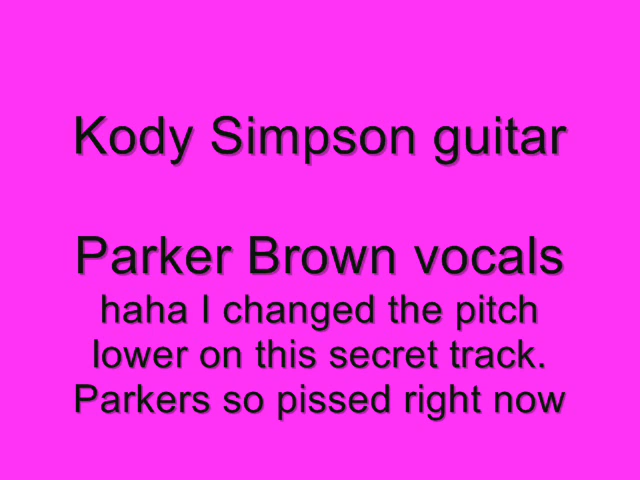 Kody Simpson guitar
Parker Brown vocals
haha I changed the pitch
lower on this secret track.
Parkers so pissed right now